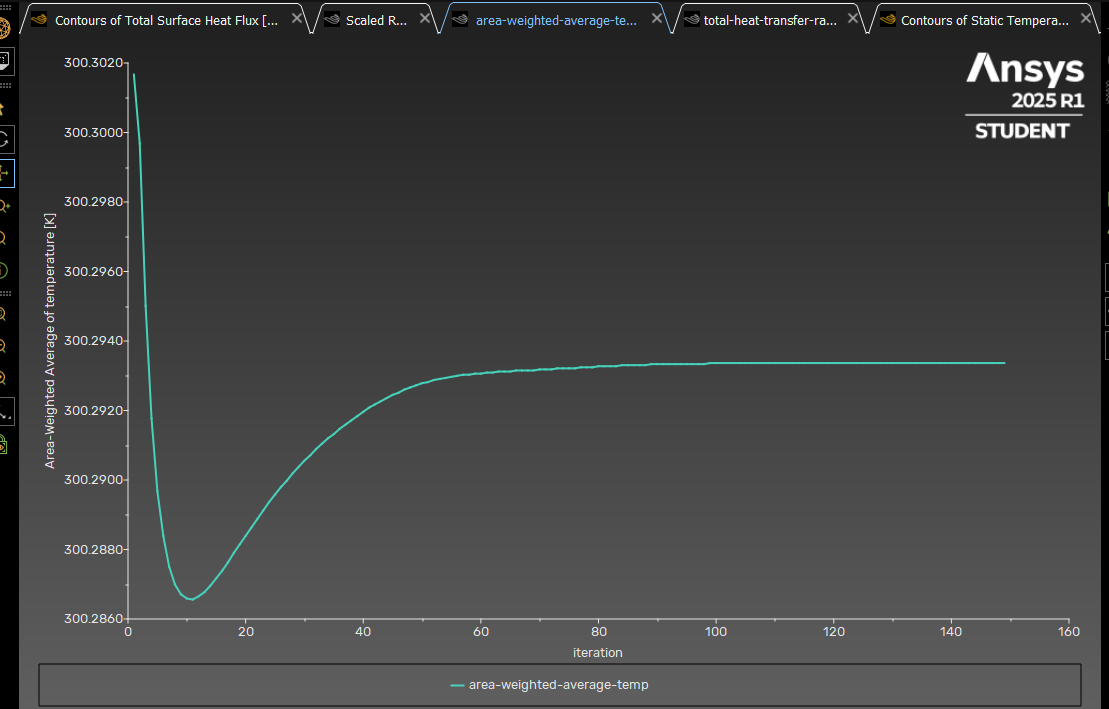 Contours of Total Surface Heat Flux [...
Scaled R...
area-weighted-average-te...
total-heat-transfer-ra...
Contours of Static Tempera...
Ansys
2025 R1
STUDENT
Area-Weighted Average of temperature [K]
300.3020
300.3000
300.2980
300.2960
300.2940
300.2920
300.2900
300.2880
300.2860
0 20 40 60 80 100 120 140 160
iteration
area-weighted-average-temp